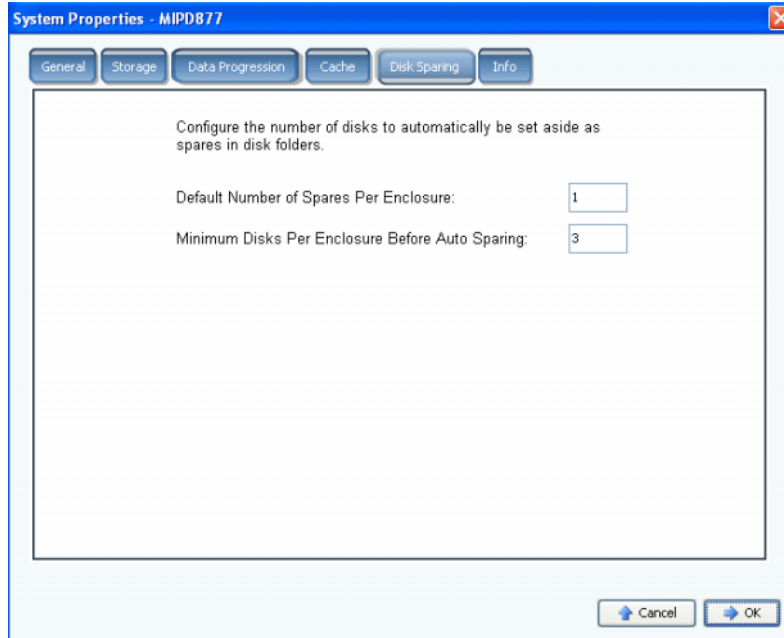 System Properties - MIPD877
General Storage Data Progression Cache Disk Sparing Info
Configure the number of disks to automatically be set aside as
spares in disk folders.
Default Number of Spares Per Enclosure: 1
Minimum Disks Per Enclosure Before Auto Sparing: 3
Cancel OK